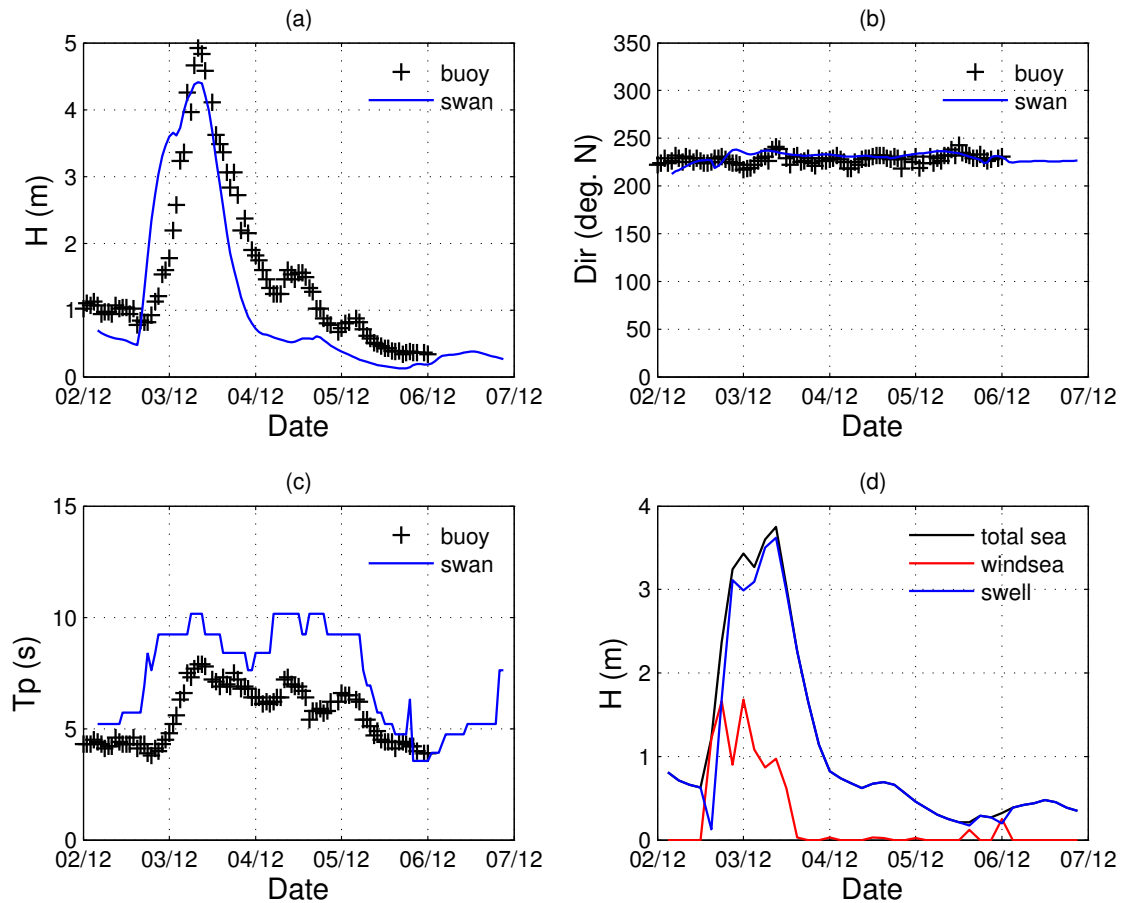 (a)
5
4
3
2
1
0
H (m)
buoy
swan
02/12 03/12 04/12 05/12 06/12 07/12
Date
(b)
350
300
250
200
150
100
50
0
Dir (deg. N)
buoy
swan
02/12 03/12 04/12 05/12 06/12 07/12
Date
(c)
15
10
5
0
Tp (s)
buoy
swan
02/12 03/12 04/12 05/12 06/12 07/12
Date
(d)
4
3
2
1
0
H (m)
total sea
windsea
swell
02/12 03/12 04/12 05/12 06/12 07/12
Date